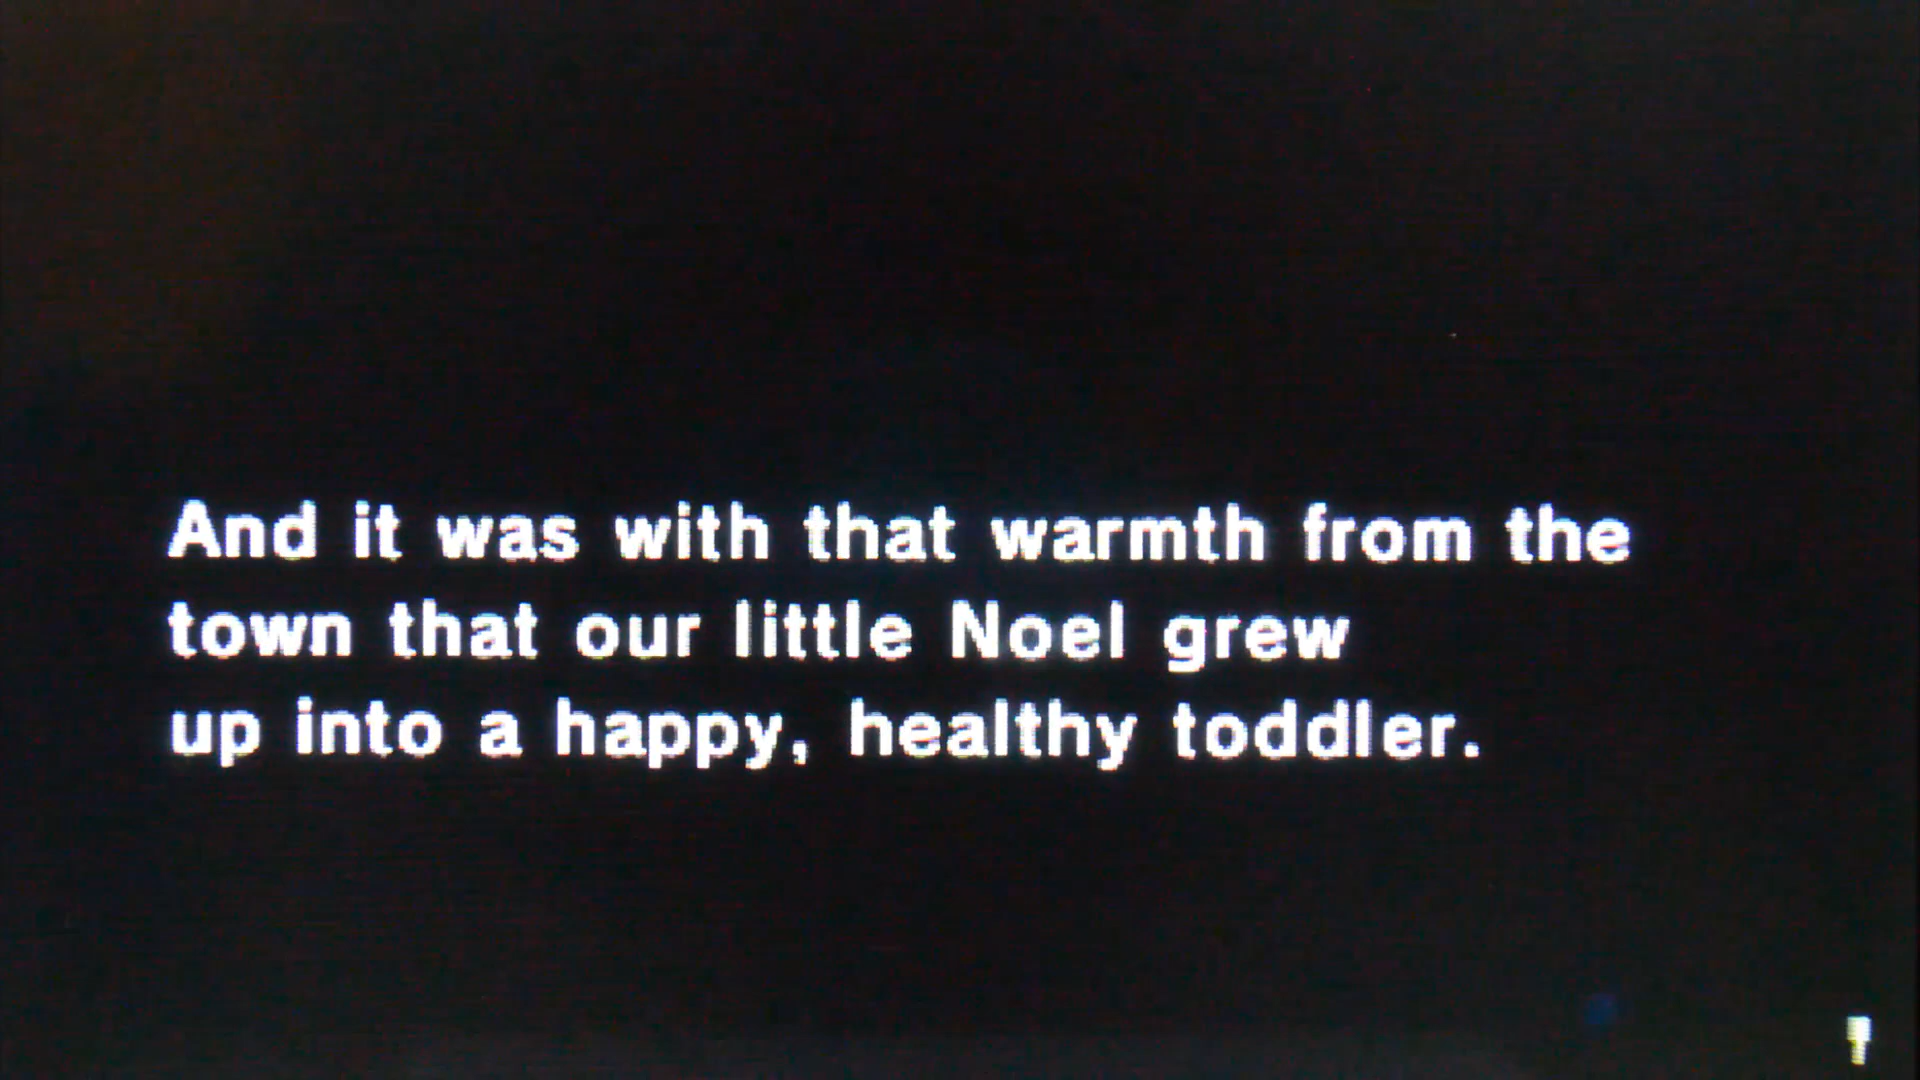 And it was with that warmth from the
town that our little Noel grew
up into a happy, healthy toddler.